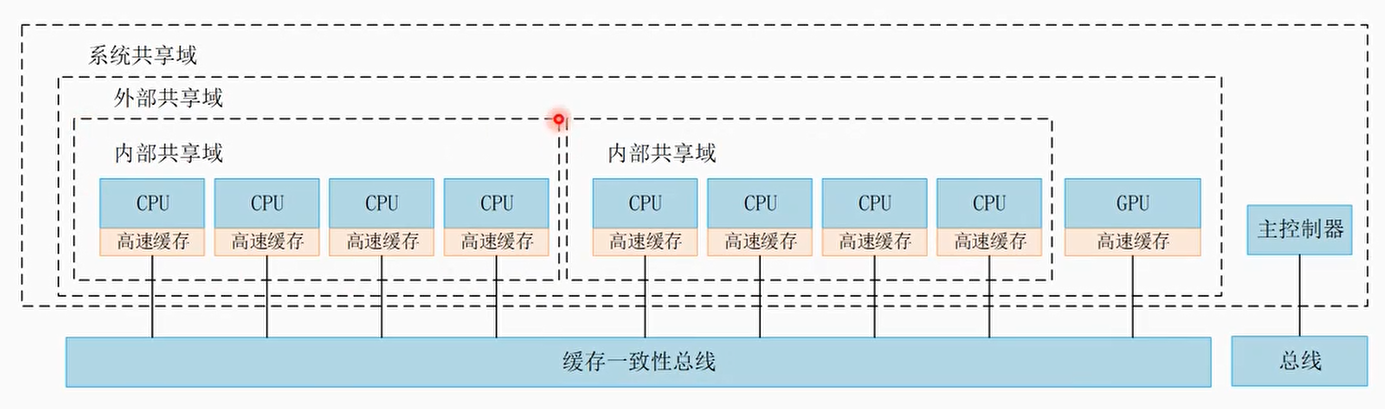 系统共享域
外部共享域
内部共享域 内部共享域
CPU CPU CPU CPU CPU CPU CPU CPU GPU
高速缓存 高速缓存 高速缓存 高速缓存 高速缓存 高速缓存 高速缓存 高速缓存 高速缓存
主控制器
缓存一致性总线 总线